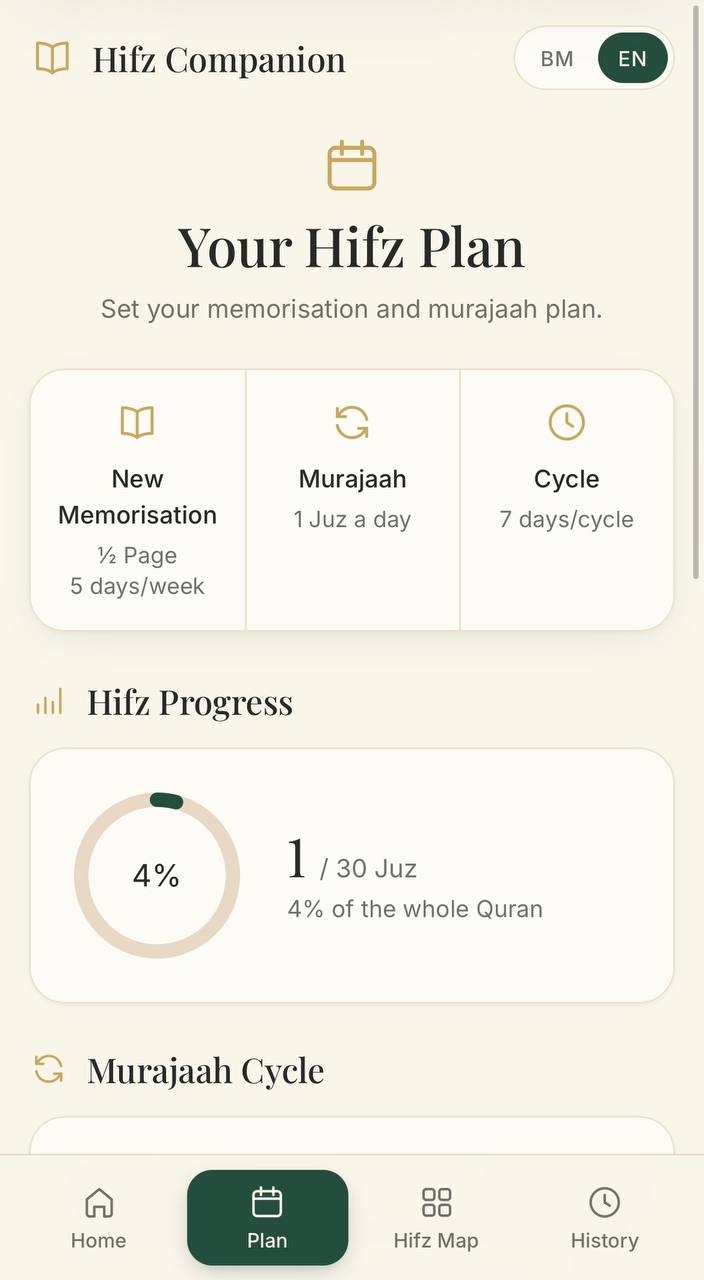 Hifz Companion
BM
EN
Your Hifz Plan
Set your memorisation and murajaah plan.
New
Memorisation
½ Page
5 days/week
Murajaah
1 Juz a day
Cycle
7 days/cycle
Hifz Progress
4%
1 / 30 Juz
4% of the whole Quran
Murajaah Cycle
Home
Plan
Hifz Map
History